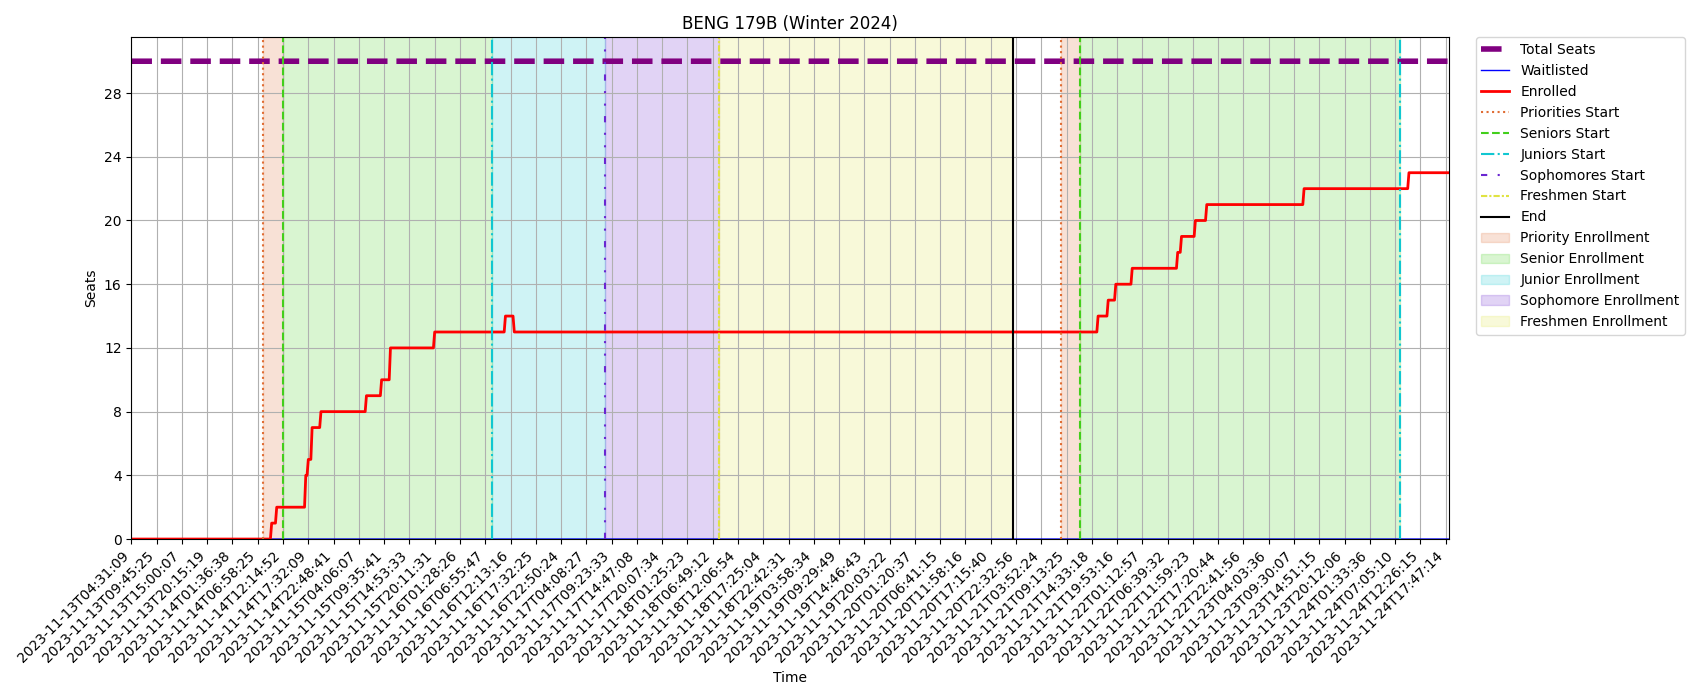 BENG 179B (Winter 2024)
Seats
28
24
20
16
12
8
4
0
2023-11-13T04:31:09
2023-11-13T09:45:25
2023-11-13T15:00:07
2023-11-13T20:15:19
2023-11-14T01:36:38
2023-11-14T06:58:25
2023-11-14T12:14:52
2023-11-14T17:32:09
2023-11-14T22:48:41
2023-11-15T04:06:07
2023-11-15T09:35:41
2023-11-15T14:53:33
2023-11-15T20:11:31
2023-11-16T01:28:26
2023-11-16T06:55:47
2023-11-16T12:13:16
2023-11-16T17:32:25
2023-11-16T22:50:24
2023-11-17T04:08:27
2023-11-17T09:23:33
2023-11-17T14:47:08
2023-11-17T20:07:34
2023-11-18T01:25:23
2023-11-18T06:49:12
2023-11-18T12:06:54
2023-11-18T17:25:04
2023-11-18T22:42:31
2023-11-19T03:58:34
2023-11-19T09:29:49
2023-11-19T14:46:43
2023-11-19T20:03:22
2023-11-20T01:20:37
2023-11-20T06:41:15
2023-11-20T11:58:16
2023-11-20T17:15:40
2023-11-20T22:32:56
2023-11-21T03:52:24
2023-11-21T09:13:25
2023-11-21T14:33:18
2023-11-21T19:53:16
2023-11-22T01:12:57
2023-11-22T06:39:32
2023-11-22T11:59:23
2023-11-22T17:20:44
2023-11-22T22:41:56
2023-11-23T04:03:36
2023-11-23T09:30:07
2023-11-23T14:51:15
2023-11-23T20:12:06
2023-11-24T01:33:36
2023-11-24T07:05:10
2023-11-24T12:26:15
2023-11-24T17:47:14
Time
Total Seats
Waitlisted
Enrolled
Priorities Start
Seniors Start
Juniors Start
Sophomores Start
Freshmen Start
End
Priority Enrollment
Senior Enrollment
Junior Enrollment
Sophomore Enrollment
Freshmen Enrollment